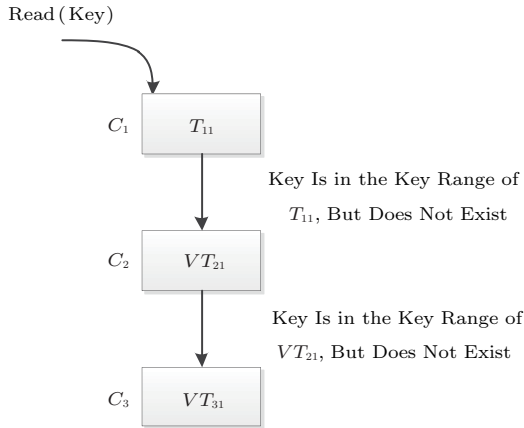 Read (Key)
C₁ T₁₁
Key Is in the Key Range of
T₁₁, But Does Not Exist
C₂ VT₂₁
Key Is in the Key Range of
VT₂₁, But Does Not Exist
C₃ VT₃₁